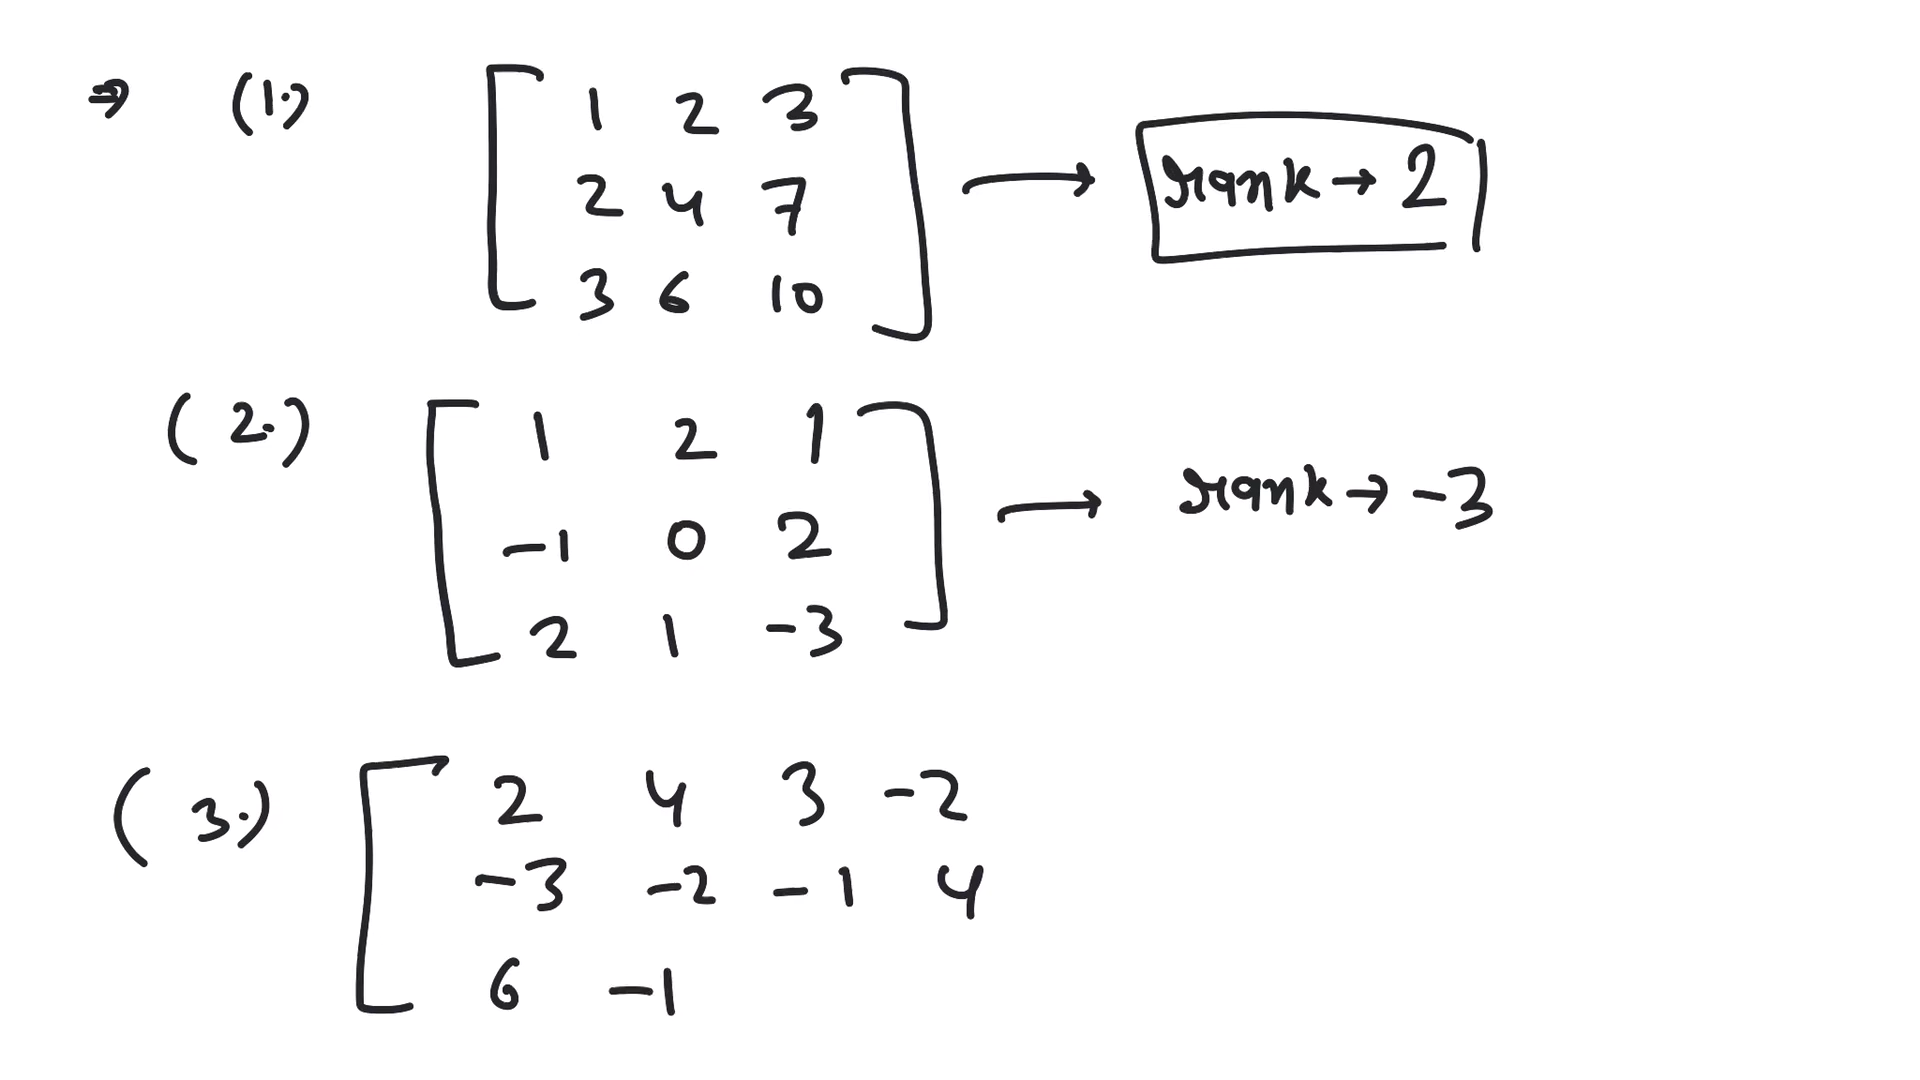 ⇒ (1.) 1 2 3
2 4 7 → rank → 2
3 6 10
(2.) 1 2 1
-1 0 2 → rank → -3
2 1 -3
(3.) 2 4 3 -2
-3 -2 -1 4
6 -1